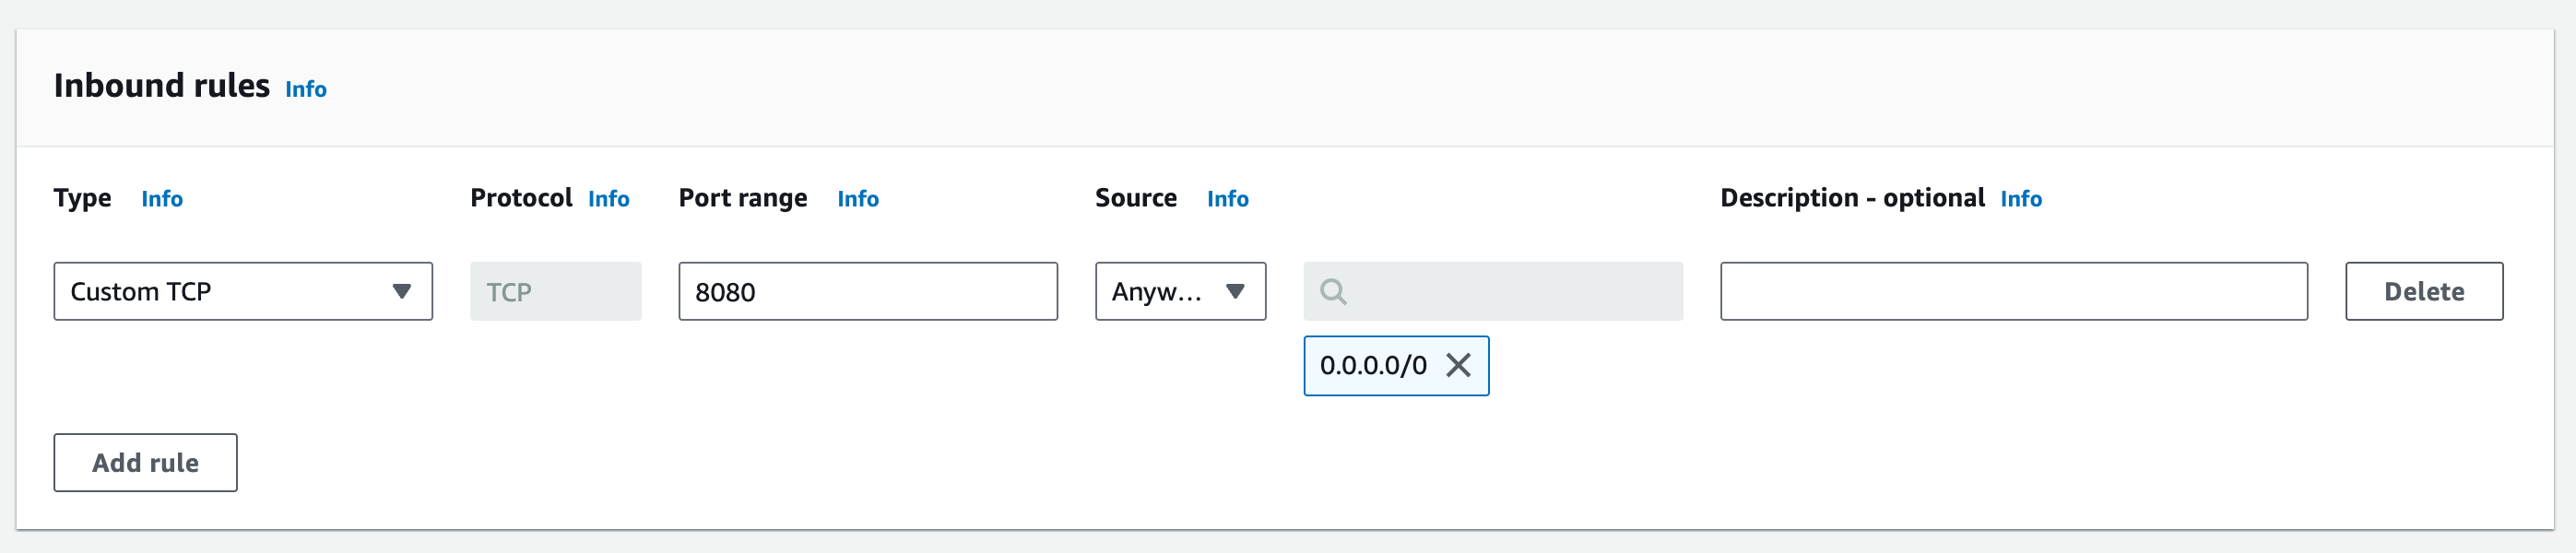 Inbound rules Info
Type Info Protocol Info Port range Info Source Info Description - optional Info
Custom TCP TCP 8080 Anyw... Delete
0.0.0.0/0
Add rule